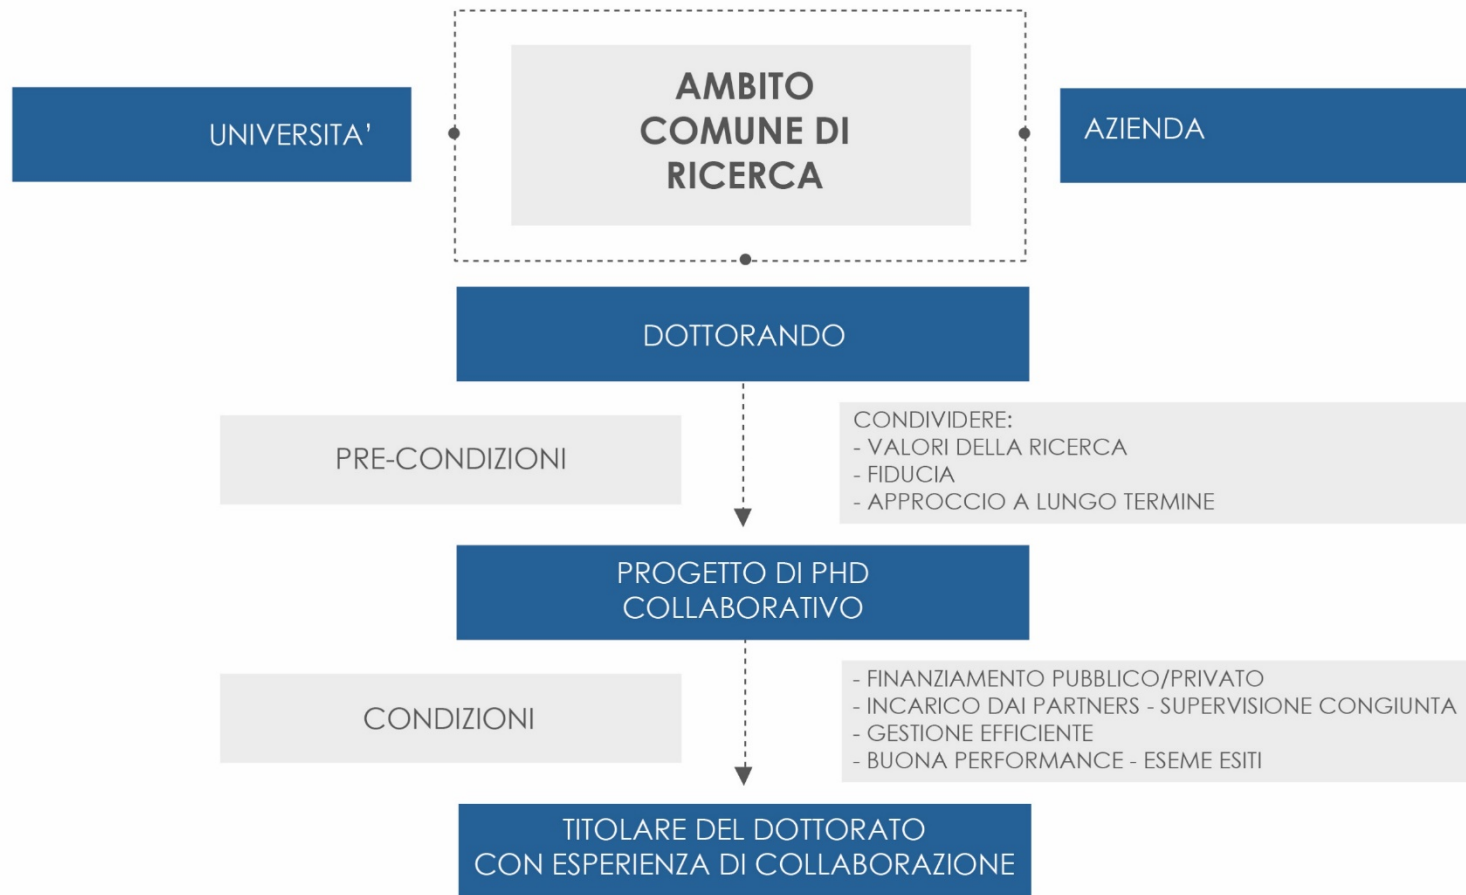 AMBITO
COMUNE DI
RICERCA
UNIVERSITA'
AZIENDA
DOTTORANDO
PRE-CONDIZIONI
CONDIVIDERE:
- VALORI DELLA RICERCA
- FIDUCIA
- APPROCCIO A LUNGO TERMINE
PROGETTO DI PHD
COLLABORATIVO
CONDIZIONI
- FINANZIAMENTO PUBBLICO/PRIVATO
- INCARICO DAI PARTNERS - SUPERVISIONE CONGIUNTA
- GESTIONE EFFICIENTE
- BUONA PERFORMANCE - ESEME ESITI
TITOLARE DEL DOTTORATO
CON ESPERIENZA DI COLLABORAZIONE